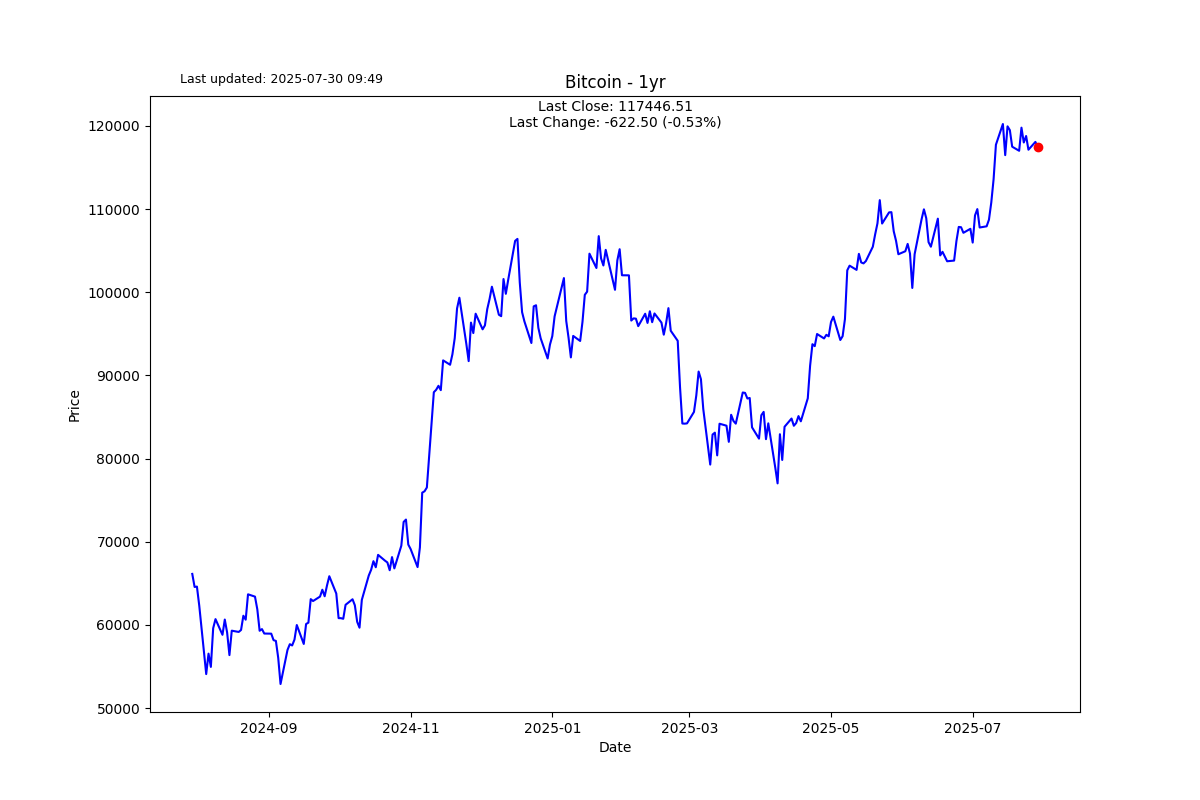 Last updated: 2025-07-30 09:49
Bitcoin - 1yr
Last Close: 117446.51
Last Change: -622.50 (-0.53%)
120000
110000
100000
90000
80000
70000
60000
50000
Price
2024-09
2024-11
2025-01
2025-03
2025-05
2025-07
Date